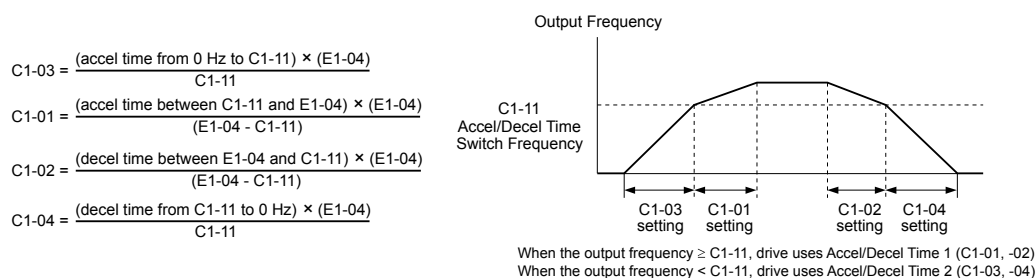 C1-03 = (accel time from 0 Hz to C1-11) × (E1-04)
C1-11
C1-01 = (accel time between C1-11 and E1-04) × (E1-04)
(E1-04 - C1-11)
C1-02 = (decel time between E1-04 and C1-11) × (E1-04)
(E1-04 - C1-11)
C1-04 = (decel time from C1-11 to 0 Hz) × (E1-04)
C1-11
Output Frequency
C1-11
Accel/Decel Time
Switch Frequency
C1-03 setting
C1-01 setting
C1-02 setting
C1-04 setting
When the output frequency ≥ C1-11, drive uses Accel/Decel Time 1 (C1-01, -02)
When the output frequency < C1-11, drive uses Accel/Decel Time 2 (C1-03, -04)